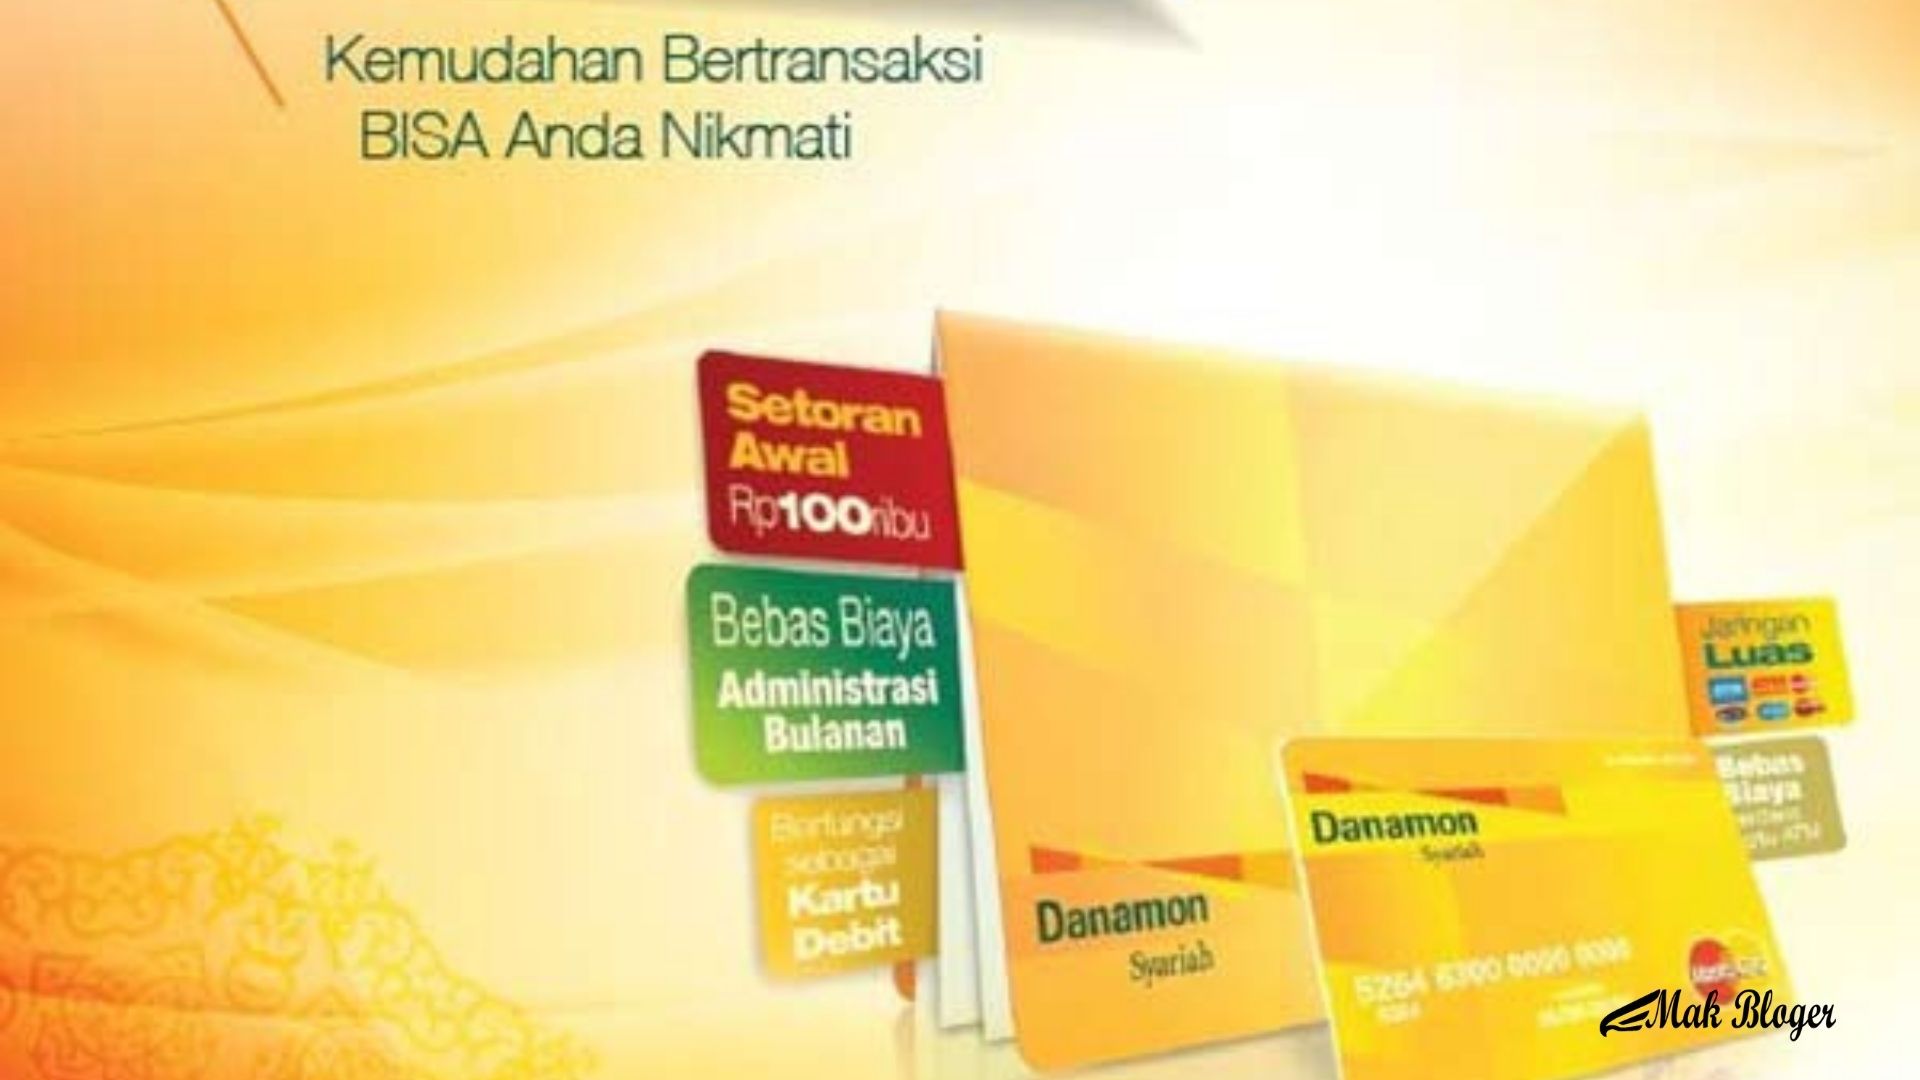 Kemudahan Bertransaksi
BISA Anda Nikmati
Setoran
Awal
Rp100ribu
Bebas Biaya
Administrasi
Bulanan
Berfungsi
sebagai
Kartu
Debit
Danamon
Syariah
Danamon
Syariah
5264 6300 0000 0000
Jaringan
Luas
Bebas
Biaya
Mak Bloger